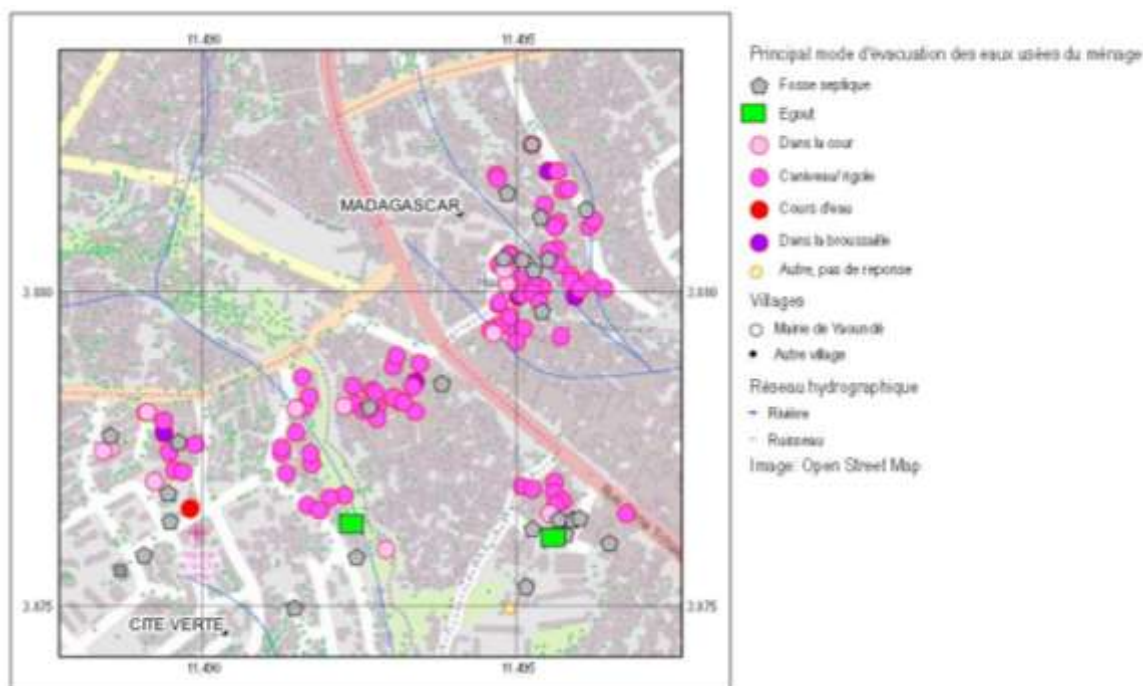 11.490 11.495
MADAGASCAR
3.880 3.880
3.875 3.875
CITE VERTE
11.490 11.495
Principal mode d'évacuation des eaux usées du ménage
Fosse septique
Egout
Dans la cour
Caniveau/ rigole
Cours d'eau
Dans la broussaille
Autre, pas de reponse
Villages
Mairie de Yaoundé
Autre village
Réseau hydrographique
Rivière
Ruisseau
Image: Open Street Map